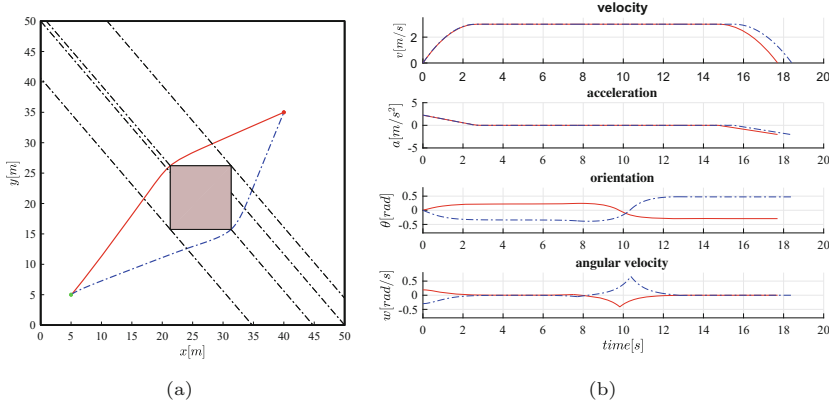 50
45
40
35
30
25
20
15
10
5
0
y[m]
0 5 10 15 20 25 30 35 40 45 50
x[m]
(a)
velocity
2
0
v[m/s]
0 2 4 6 8 10 12 14 16 18 20
acceleration
5
0
-5
a[m/s²]
0 2 4 6 8 10 12 14 16 18 20
orientation
0.5
0
-0.5
θ[rad]
0 2 4 6 8 10 12 14 16 18 20
angular velocity
0.5
0
-0.5
w[rad/s]
0 2 4 6 8 10 12 14 16 18 20
time[s]
(b)